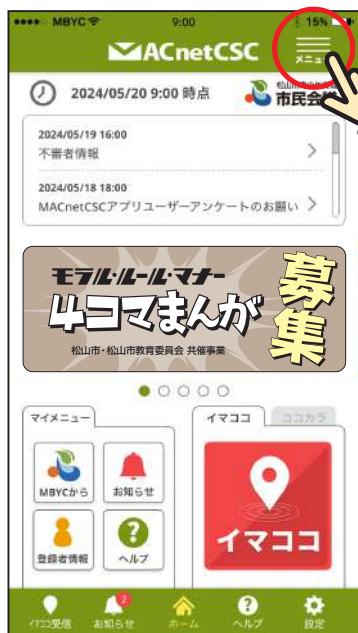 MBYC 9:00 15%
MACnetCSC
メニュー
2024/05/20 9:00 時点
市民会議
2024/05/19 16:00
不審者情報
2024/05/18 18:00
MACnetCSCアプリユーザーアンケートのお願い
モラル・ルール・マナー
4コマまんが
募集
松山市・松山市教育委員会 共催事業
マイメニュー
イマココ ココカラ
MBYCから お知らせ
登録者情報 ヘルプ
イマココ
2
イマココ受信 お知らせ ホーム ヘルプ 設定